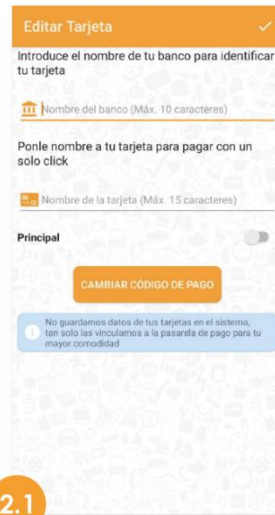 Editar Tarjeta
Introduce el nombre de tu banco para identificar
tu tarjeta
Nombre del banco (Máx. 10 caracteres)
Ponle nombre a tu tarjeta para pagar con un
solo click
Nombre de la tarjeta (Máx. 15 caracteres)
Principal
CAMBIAR CÓDIGO DE PAGO
No guardamos datos de tus tarjetas en el sistema,
tan solo las vinculamos a la pasarela de pago para tu
mayor comodidad
2.1